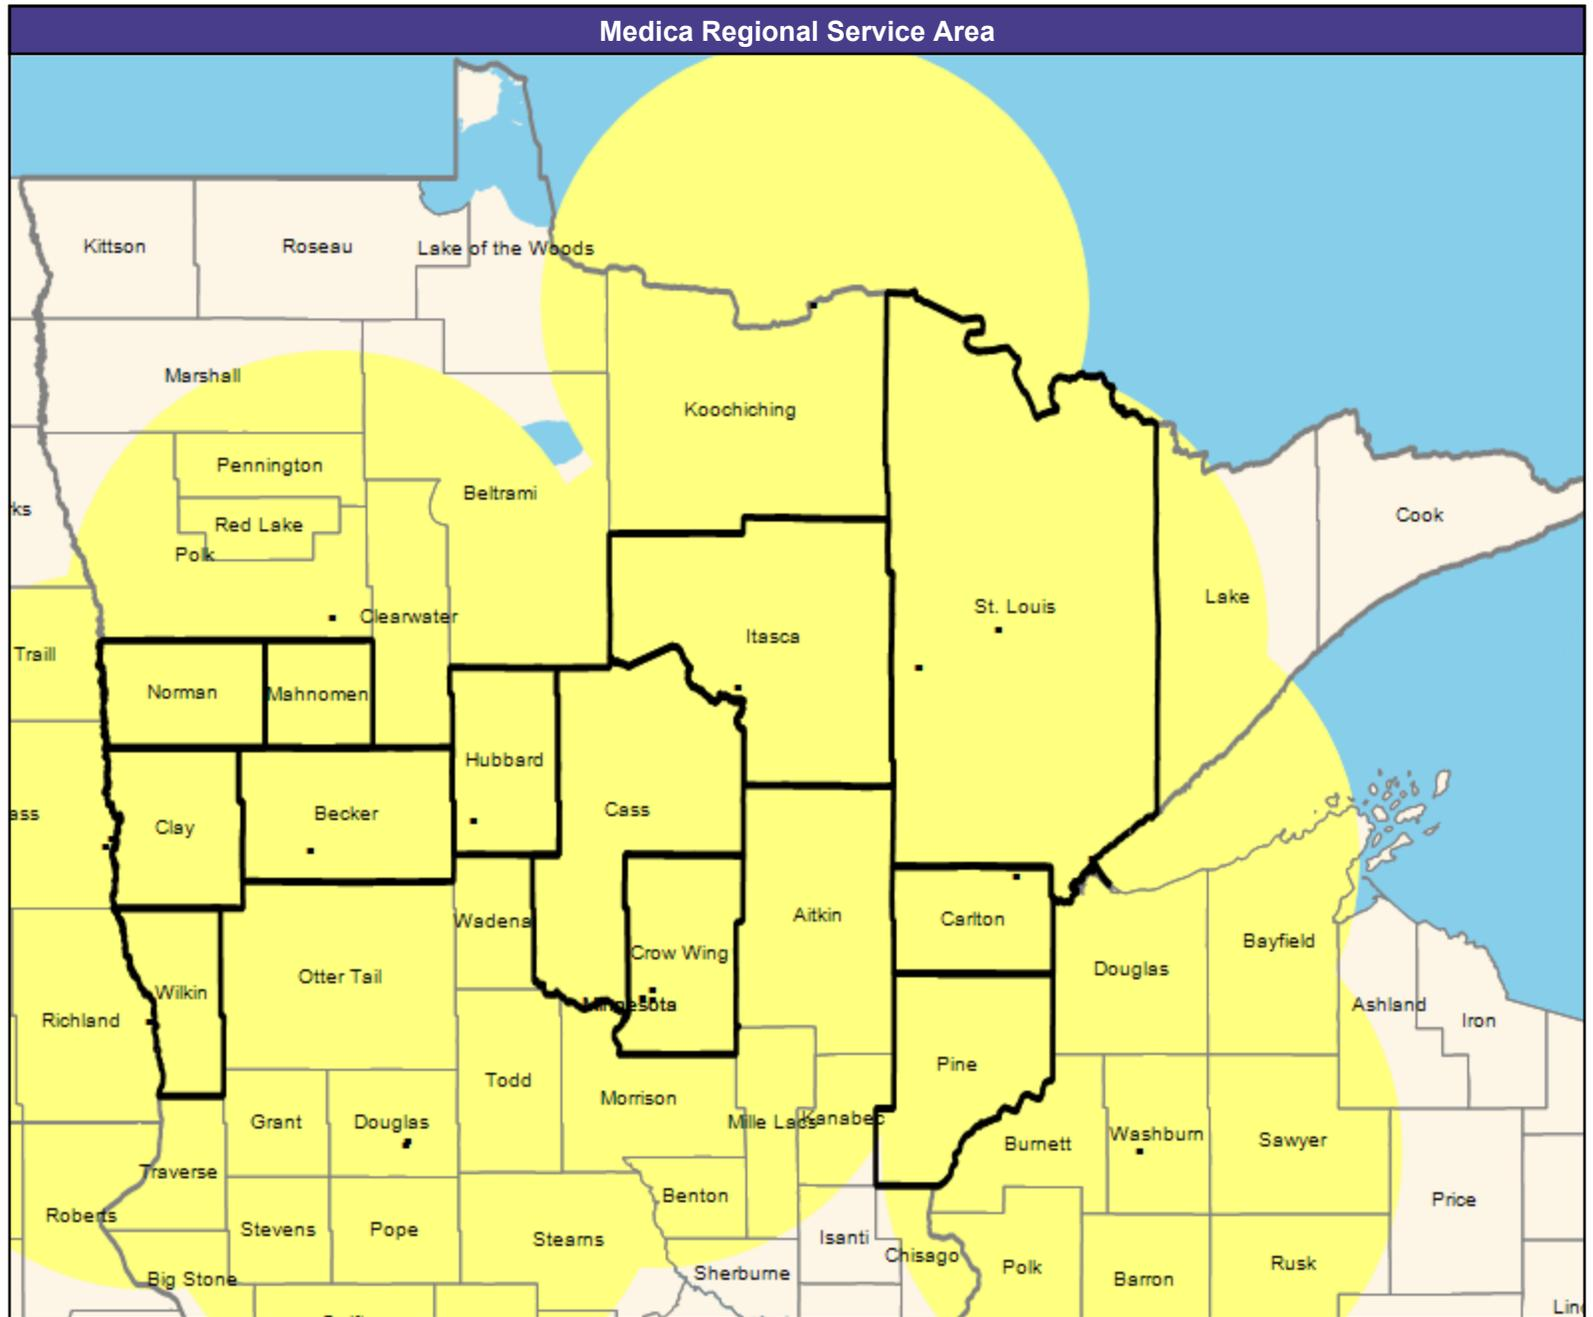 Medica Regional Service Area
Kittson
Roseau
Lake of the Woods
Marshall
Koochiching
Pennington
Beltrami
ks
Red Lake
Cook
Polk
Clearwater
Lake
St. Louis
Itasca
Traill
Norman
Mahnomen
Hubbard
Cass
ass
Becker
Clay
Wadena
Aitkin
Carlton
Crow Wing
Bayfield
Douglas
Otter Tail
Wilkin
Minnesota
Ashland
Richland
Iron
Pine
Todd
Morrison
Grant
Douglas
Mille Lacs
Kanabec
Burnett
Washburn
Sawyer
Traverse
Benton
Price
Roberts
Stevens
Pope
Stearns
Isanti
Chisago
Polk
Rusk
Big Stone
Sherburne
Barron
Lin